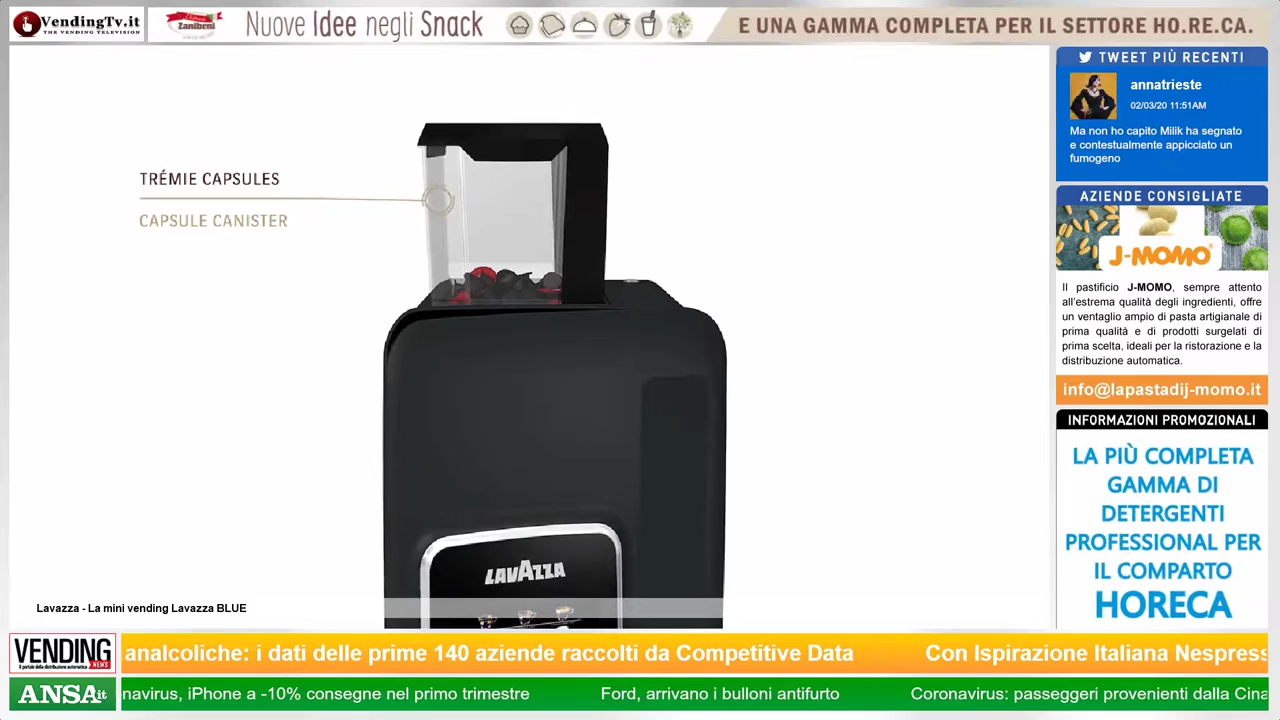 VendingTv.it
THE VENDING TELEVISION
Zaniboni
Nuove Idee negli Snack
E UNA GAMMA COMPLETA PER IL SETTORE HO.RE.CA.
TRÉMIE CAPSULES
CAPSULE CANISTER
LAVAZZA
Lavazza - La mini vending Lavazza BLUE
TWEET PIÙ RECENTI
annatrieste
02/03/20 11:51AM
Ma non ho capito Milik ha segnato
e contestualmente appicciato un
fumogeno
AZIENDE CONSIGLIATE
J-MOMO
Il pastificio J-MOMO, sempre attento
all'estrema qualità degli ingredienti, offre
un ventaglio ampio di pasta artigianale di
prima qualità e di prodotti surgelati di
prima scelta, ideali per la ristorazione e la
distribuzione automatica.
info@lapastadij-momo.it
INFORMAZIONI PROMOZIONALI
LA PIÙ COMPLETA
GAMMA DI
DETERGENTI
PROFESSIONAL PER
IL COMPARTO
HORECA
VENDING
NEWS
Il portale della distribuzione automatica
analcoliche: i dati delle prime 140 aziende raccolti da Competitive Data Con Ispirazione Italiana Nespress
ANSA.it
navirus, iPhone a -10% consegne nel primo trimestre Ford, arrivano i bulloni antifurto Coronavirus: passeggeri provenienti dalla Cina